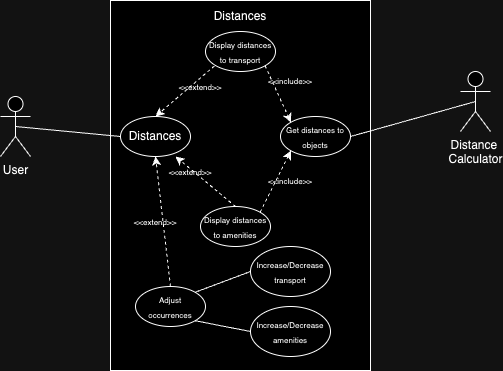 Distances
Display distances
to transport
<<extend>>
<<include>>
Distances
Get distances to
objects
User
Distance
Calculator
<<extend>>
<<include>>
Display distances
to amenities
<<extend>>
Increase/Decrease
transport
Adjust
occurrences
Increase/Decrease
amenities